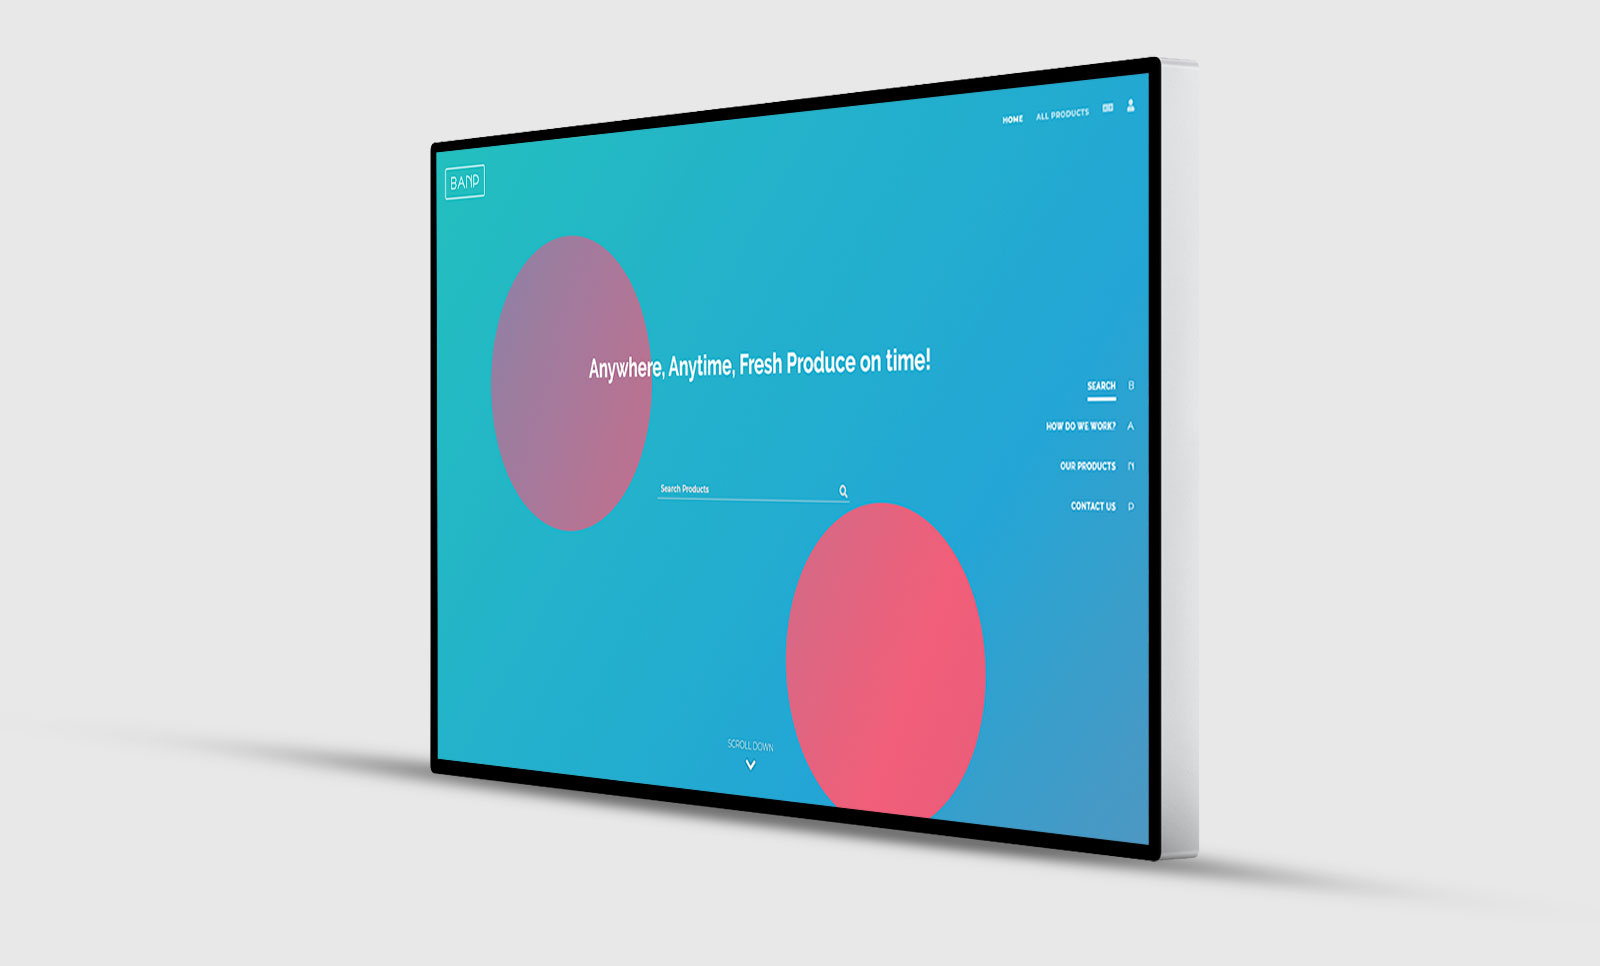 HOME ALL PRODUCTS
BAND
Anywhere, Anytime, Fresh Produce on time!
SEARCH B
HOW DO WE WORK? A
Search Products
OUR PRODUCTS N
CONTACT US D
SCROLL DOWN